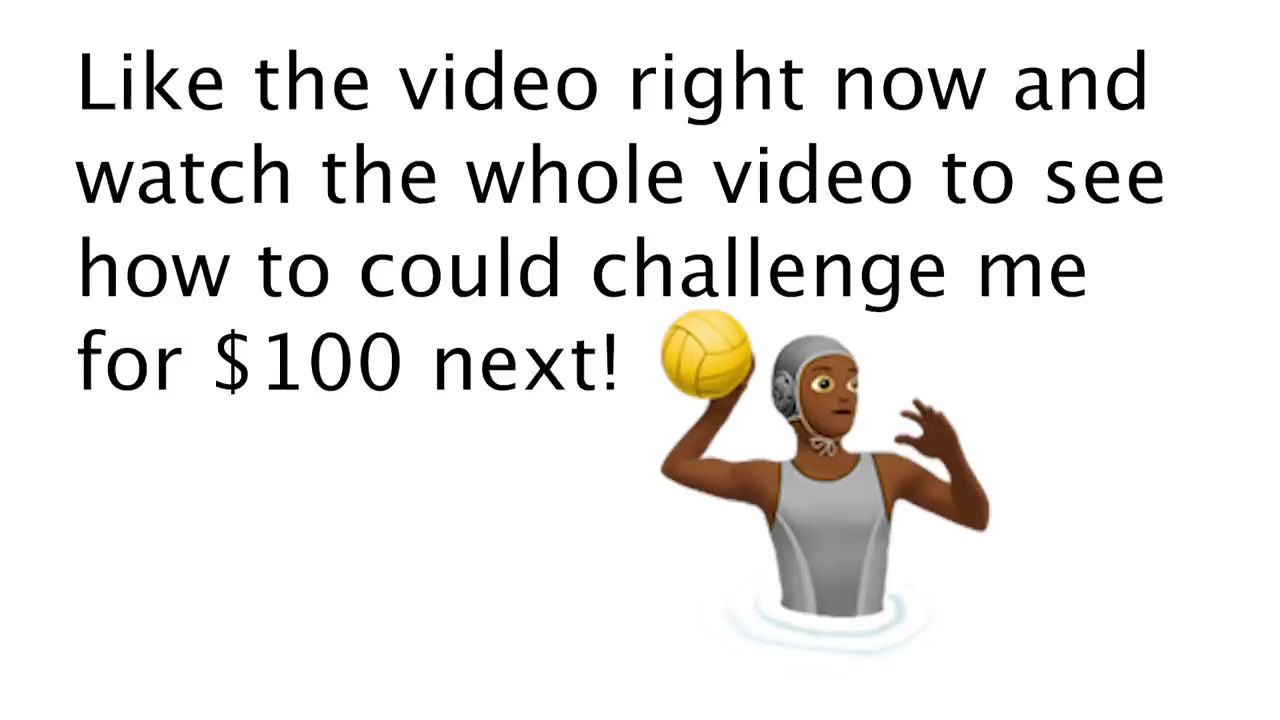 Like the video right now and
watch the whole video to see
how to could challenge me
for $100 next!